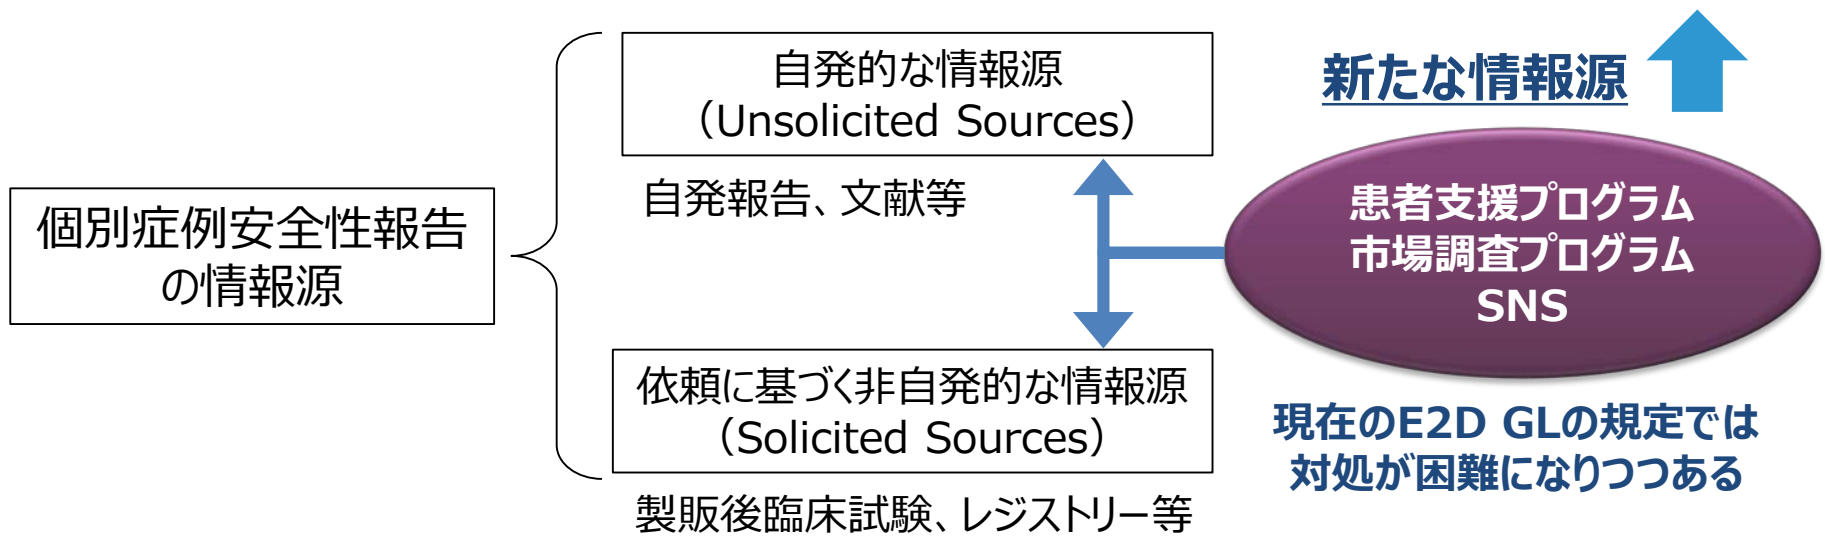 個別症例安全性報告
の情報源
自発的な情報源
（Unsolicited Sources）
自発報告、文献等
依頼に基づく非自発的な情報源
（Solicited Sources）
製販後臨床試験、レジストリー等
新たな情報源
患者支援プログラム
市場調査プログラム
SNS
現在のE2D GLの規定では
対処が困難になりつつある